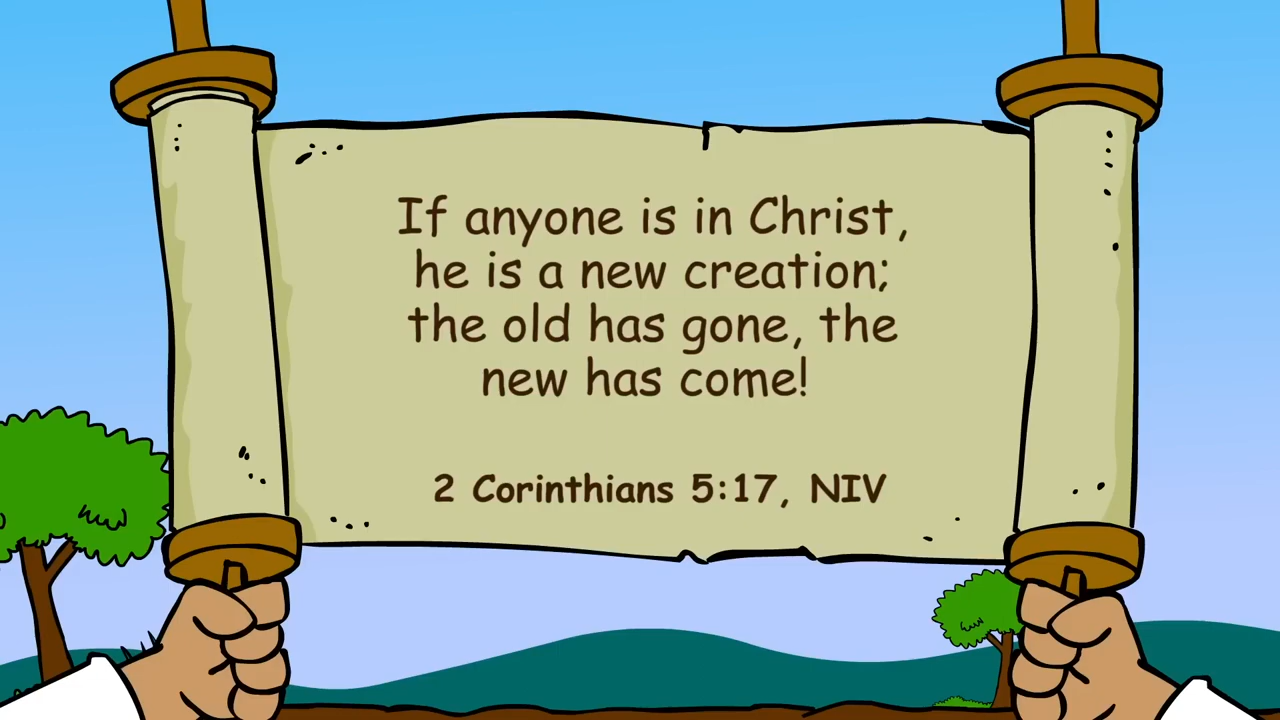 If anyone is in Christ,
he is a new creation;
the old has gone, the
new has come!
2 Corinthians 5:17, NIV